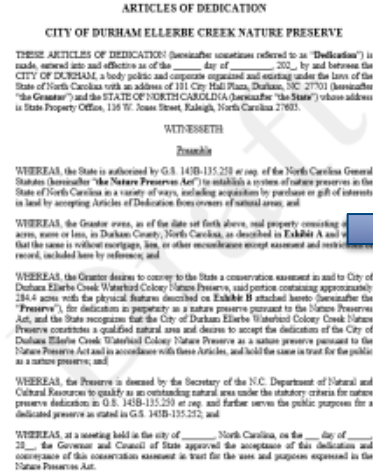 ARTICLES OF DEDICATION
CITY OF DURHAM ELLERBE CREEK NATURE PRESERVE
THESE ARTICLES OF DEDICATION (hereinafter sometimes referred to as "Dedication") is
made, entered into and effective as of the ______ day of ________, 202_, by and between the
CITY OF DURHAM, a body politic and corporate organized and existing under the laws of the
State of North Carolina with an address of 101 City Hall Plaza, Durham, NC 27701 (hereinafter
"the Grantor") and the STATE OF NORTH CAROLINA (hereinafter "the State") whose address
is State Property Office, 116 W. Jones Street, Raleigh, North Carolina 27603.
WITNESSETH:
Preamble
WHEREAS, the State is authorized by G.S. 143B-135.250 et seq. of the North Carolina General
Statutes (hereinafter "the Nature Preserves Act") to establish a system of nature preserves in the
State of North Carolina in a variety of ways, including acquisitions by purchase or gift of interests
in land by accepting Articles of Dedication from owners of natural areas; and
WHEREAS, the Grantor owns, as of the date set forth above, real property consisting
acres, more or less, in Durham County, North Carolina, as described in Exhibit A and
that the same is without mortgage, lien, or other encumbrance except easement and restrictions of
record, included here by reference; and
WHEREAS, the Grantor desires to convey to the State a conservation easement in and to City of
Durham Ellerbe Creek Waterbird Colony Nature Preserve, said portion containing approximately
284.4 acres with the physical features described on Exhibit B attached hereto (hereinafter the
"Preserve"), for dedication in perpetuity as a nature preserve pursuant to the Nature Preserves
Act, and the State recognizes that the City of Durham Ellerbe Creek Waterbird Colony Nature
Preserve constitutes a qualified natural area and desires to accept the dedication of the City of
Durham Ellerbe Creek Waterbird Colony Nature Preserve as a nature preserve pursuant to the
Nature Preserve Act and in accordance with these Articles, and hold the same in trust for the public
as a nature preserve; and
WHEREAS, the Preserve is deemed by the Secretary of the N.C. Department of Natural and
Cultural Resources to qualify as an outstanding natural area under the statutory criteria for nature
preserve dedication in G.S. 143B-135.250 et seq. and further serves the public purposes for a
dedicated preserve as stated in G.S. 143B-135.252; and
WHEREAS, at a meeting held in the city of ______, North Carolina, on the ___ day of ______
20__, the Governor and Council of State approved the acceptance of this dedication and
conveyance of this conservation easement in trust for the uses and purposes expressed in the
Nature Preserves Act.